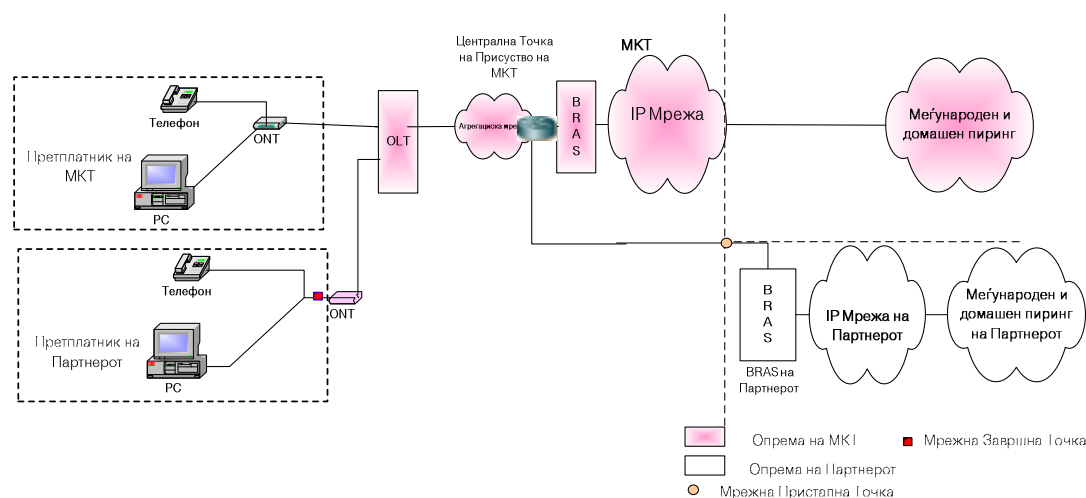 Централна Точка
на Присуство на
МКТ
МКТ
Телефон
ONT
Претплатник на
МКТ
PC
OLT
Агрегациска
B
R
A
S
IP Мрежа
Меѓународен и
домашен пиринг
Телефон
ONT
Претплатник на
Партнерот
PC
B
R
A
S
BRAS на
Партнерот
IP Мрежа на
Партнерот
Меѓународен и
домашен пиринг
на Партнерот
Опрема на МКТ
Мрежна Завршна Точка
Опрема на Партнерот
Мрежна Пристапна Точка